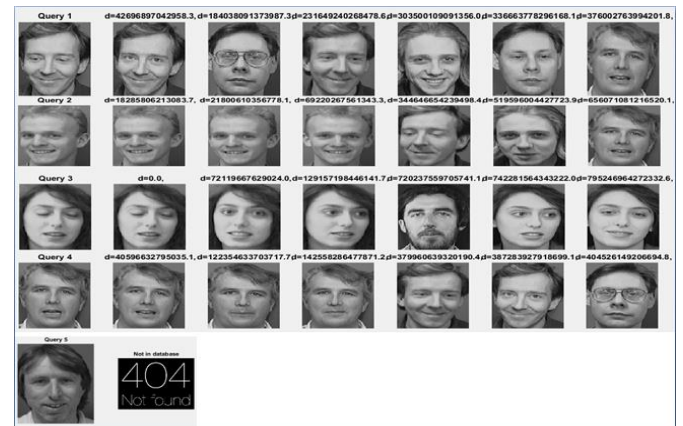 Query 1 d=42696897042958.3, d=184038091373987.3, d=231649240268478.6, d=303500109091356.0, d=336663778296168.1, d=376002763994201.8,
Query 2 d=18285806213083.7, d=21800610356778.1, d=69220267561343.3, d=344646654239498.4, d=519596004427723.9, d=656071081216520.1,
Query 3 d=0.0, d=72119667629024.0, d=129157198446141.7, d=720237559705741.1, d=742281564343222.0, d=795246964272332.6,
Query 4 d=40596632795035.1, d=122354633703717.7, d=142558286477871.2, d=379960639320190.4, d=387283927918699.1, d=404526149206694.8,
Query 5 Not in database
404
Not found